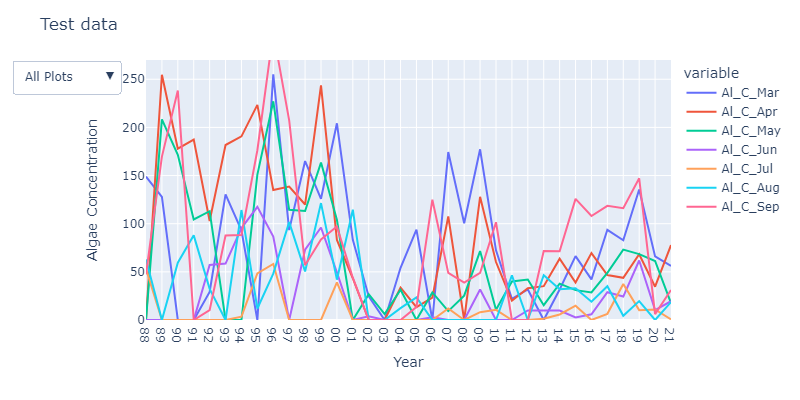 Test data
All Plots ▼
variable
Al_C_Mar
Al_C_Apr
Al_C_May
Al_C_Jun
Al_C_Jul
Al_C_Aug
Al_C_Sep
Algae Concentration
250
200
150
100
50
0
88 89 90 91 92 93 94 95 96 97 98 99 00 01 02 03 04 05 06 07 08 09 10 11 12 13 14 15 16 17 18 19 20 21
Year